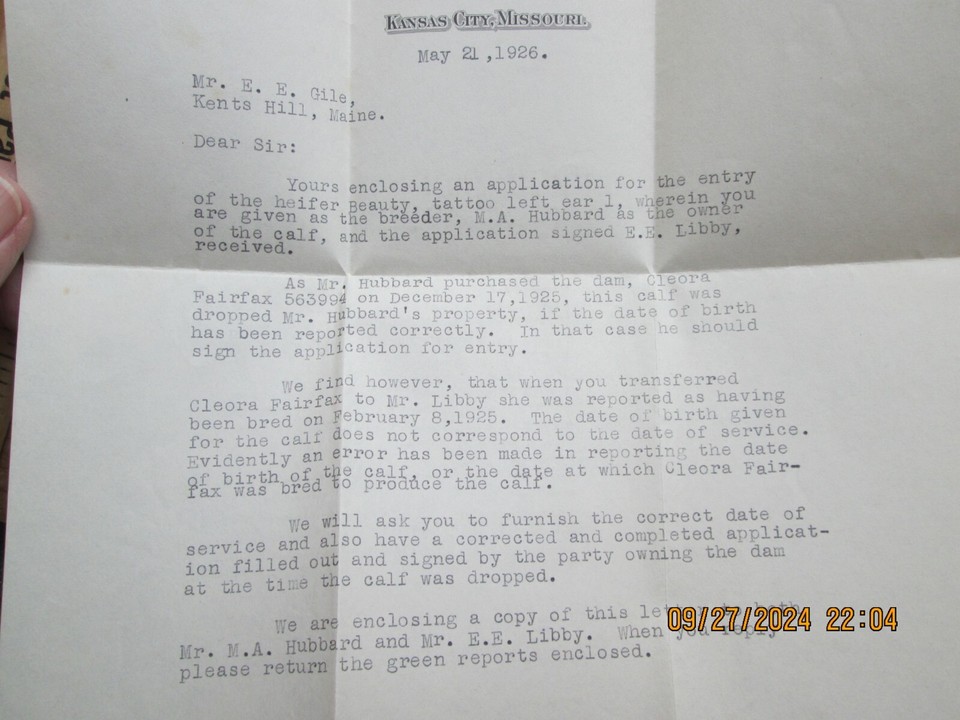 KANSAS CITY, MISSOURI.
May 21 ,1926.
Mr. E. E. Gile,
Kents Hill, Maine.
Dear Sir:
Yours enclosing an application for the entry
of the heifer Beauty, tattoo left ear 1, wherein you
are given as the breeder, M.A. Hubbard as the owner
of the calf, and the application signed E.E. Libby,
received.
As Mr. Hubbard purchased the dam, Cleora
Fairfax 563994 on December 17,1925, this calf was
dropped Mr. Hubbard's property, if the date of birth
has been reported correctly. In that case he should
sign the application for entry.
We find however, that when you transferred
Cleora Fairfax to Mr. Libby she was reported as having
been bred on February 8,1925. The date of birth given
for the calf does not correspond to the date of service.
Evidently an error has been made in reporting the date
of birth of the calf, or the date at which Cleora Fair-
fax was bred to produce the calf.
We will ask you to furnish the correct date of
service and also have a corrected and completed applicat-
ion filled out and signed by the party owning the dam
at the time the calf was dropped.
We are enclosing a copy of this
Mr. M.A. Hubbard and Mr. E.E. Libby. When you reply
please return the green reports enclosed.
09/27/2024 22:04